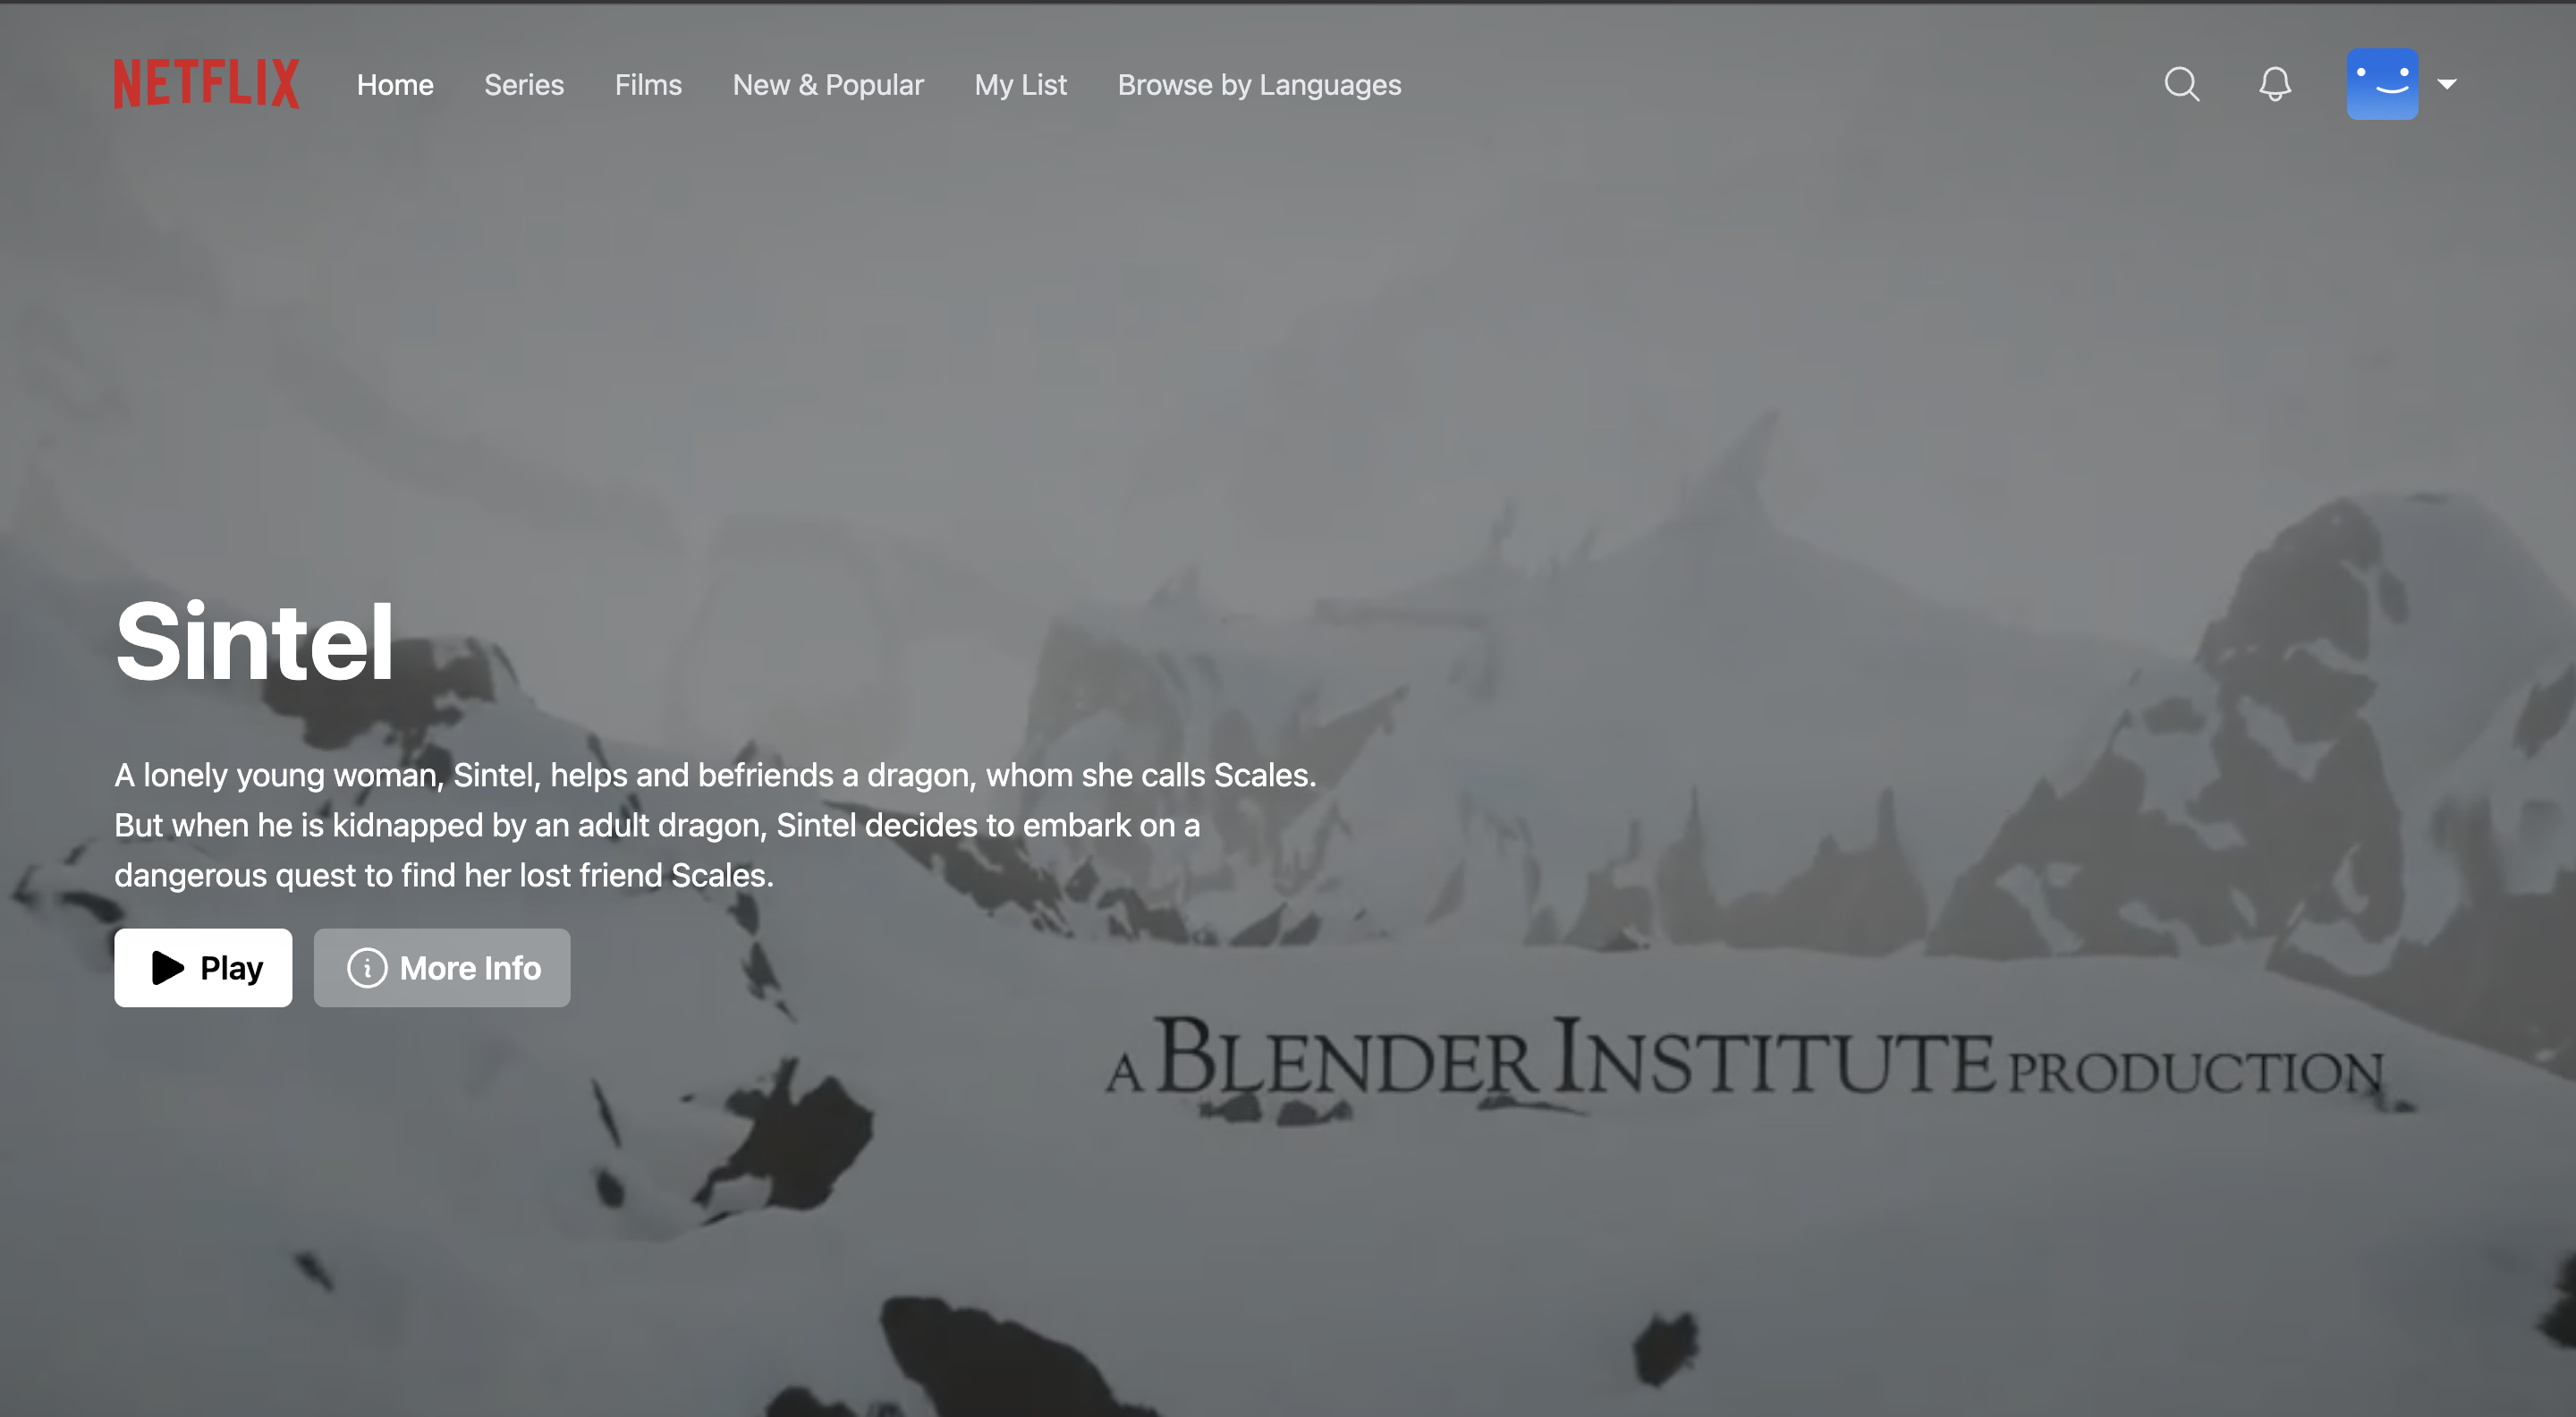 NETFLIX Home Series Films New & Popular My List Browse by Languages
Sintel
A lonely young woman, Sintel, helps and befriends a dragon, whom she calls Scales.
But when he is kidnapped by an adult dragon, Sintel decides to embark on a
dangerous quest to find her lost friend Scales.
Play More Info
A BLENDER INSTITUTE PRODUCTION